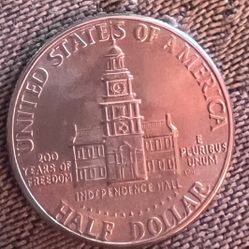 UNITED STATES OF AMERICA
200
YEARS OF
FREEDOM
E
PLURIBUS
UNUM
INDEPENDENCE HALL
HALF DOLLAR